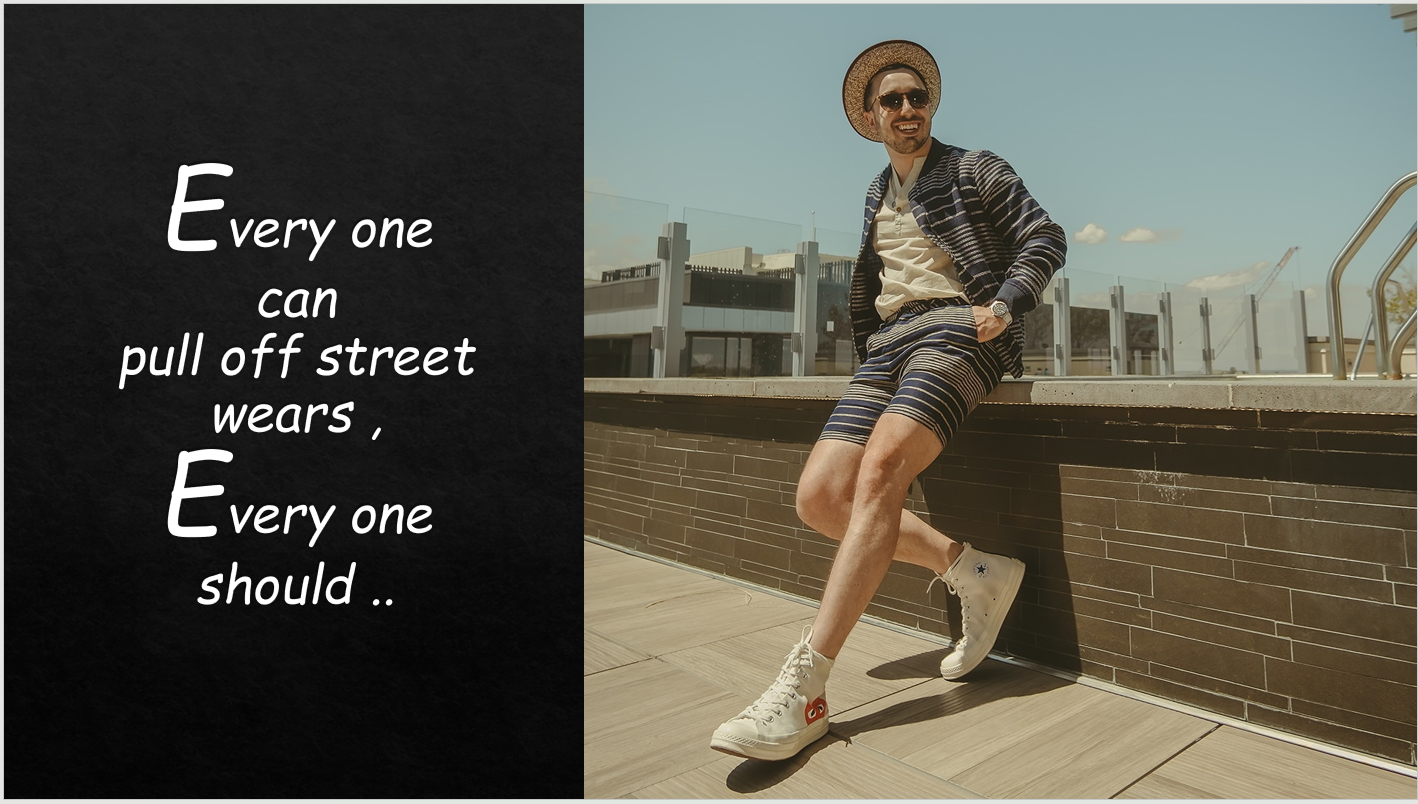 Every one
can
pull off street
wears ,
Every one
should ..